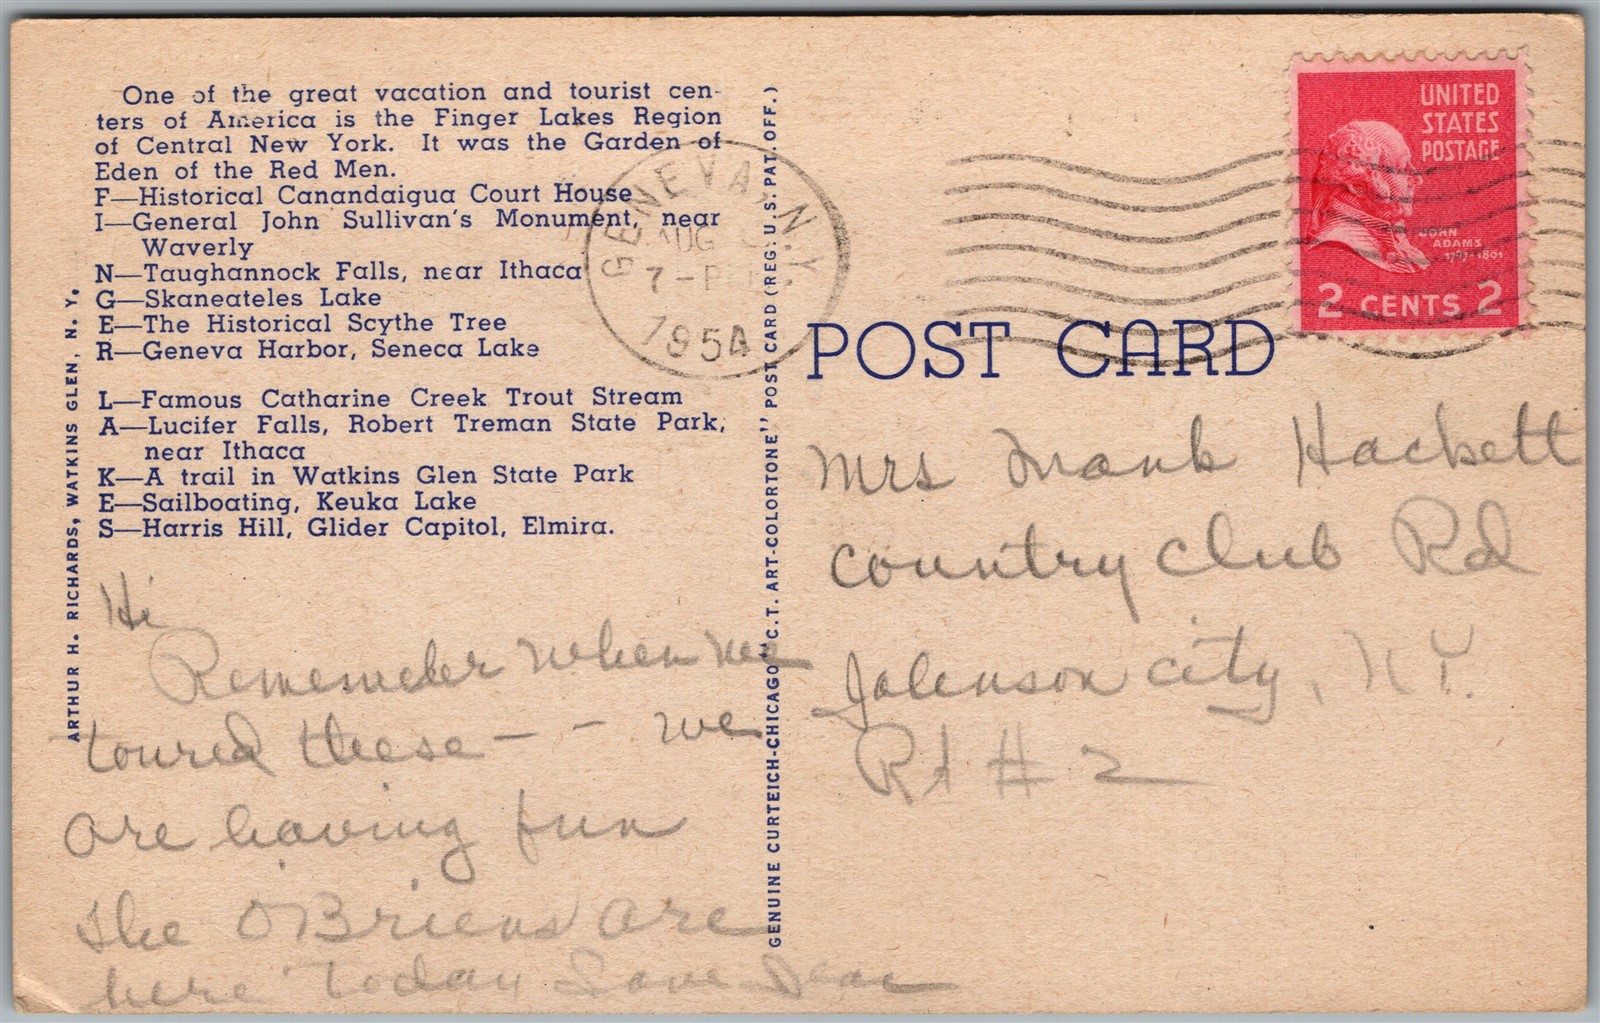 One of the great vacation and tourist cen-
ters of America is the Finger Lakes Region
of Central New York. It was the Garden of
Eden of the Red Men.
F—Historical Canandaigua Court House
I—General John Sullivan's Monument, near
Waverly
N—Taughannock Falls, near Ithaca
G—Skaneateles Lake
E—The Historical Scythe Tree
R—Geneva Harbor, Seneca Lake
L—Famous Catharine Creek Trout Stream
A—Lucifer Falls, Robert Treman State Park,
near Ithaca
K—A trail in Watkins Glen State Park
E—Sailboating, Keuka Lake
S—Harris Hill, Glider Capitol, Elmira.
ARTHUR H. RICHARDS, WATKINS GLEN, N. Y.
Hi
Remember when we
toured these - - we
are having fun
The O'Briens are
here Today Love
GENEVA, N.Y.
AUG
7-P
1954
GENUINE CURTEICH-CHICAGO "C.T. ART-COLORTONE" POST CARD (REG. U.S. PAT. OFF.)
POST CARD
UNITED
STATES
POSTAGE
JOHN
ADAMS
1797-1801
2 CENTS 2
Mrs Frank Hackett
Country Club Rd
Johnson City, N.Y.
Rd # 2